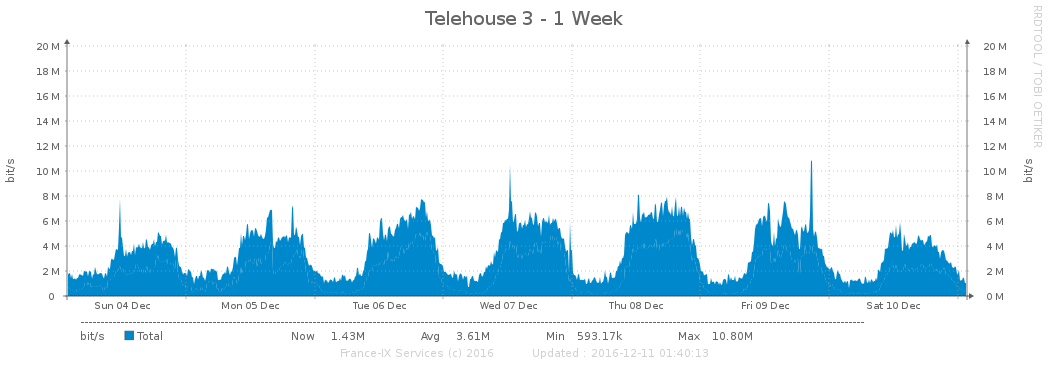 Telehouse 3 - 1 Week
RRDTOOL / TOBI OETIKER
bit/s
20 M 20 M
18 M 18 M
16 M 16 M
14 M 14 M
12 M 12 M
10 M 10 M
8 M 8 M
6 M 6 M
4 M 4 M
2 M 2 M
0 0 M
bit/s
Sun 04 Dec Mon 05 Dec Tue 06 Dec Wed 07 Dec Thu 08 Dec Fri 09 Dec Sat 10 Dec
bit/s Total Now 1.43M Avg 3.61M Min 593.17k Max 10.80M
France-IX Services (c) 2016 Updated : 2016-12-11 01:40:13